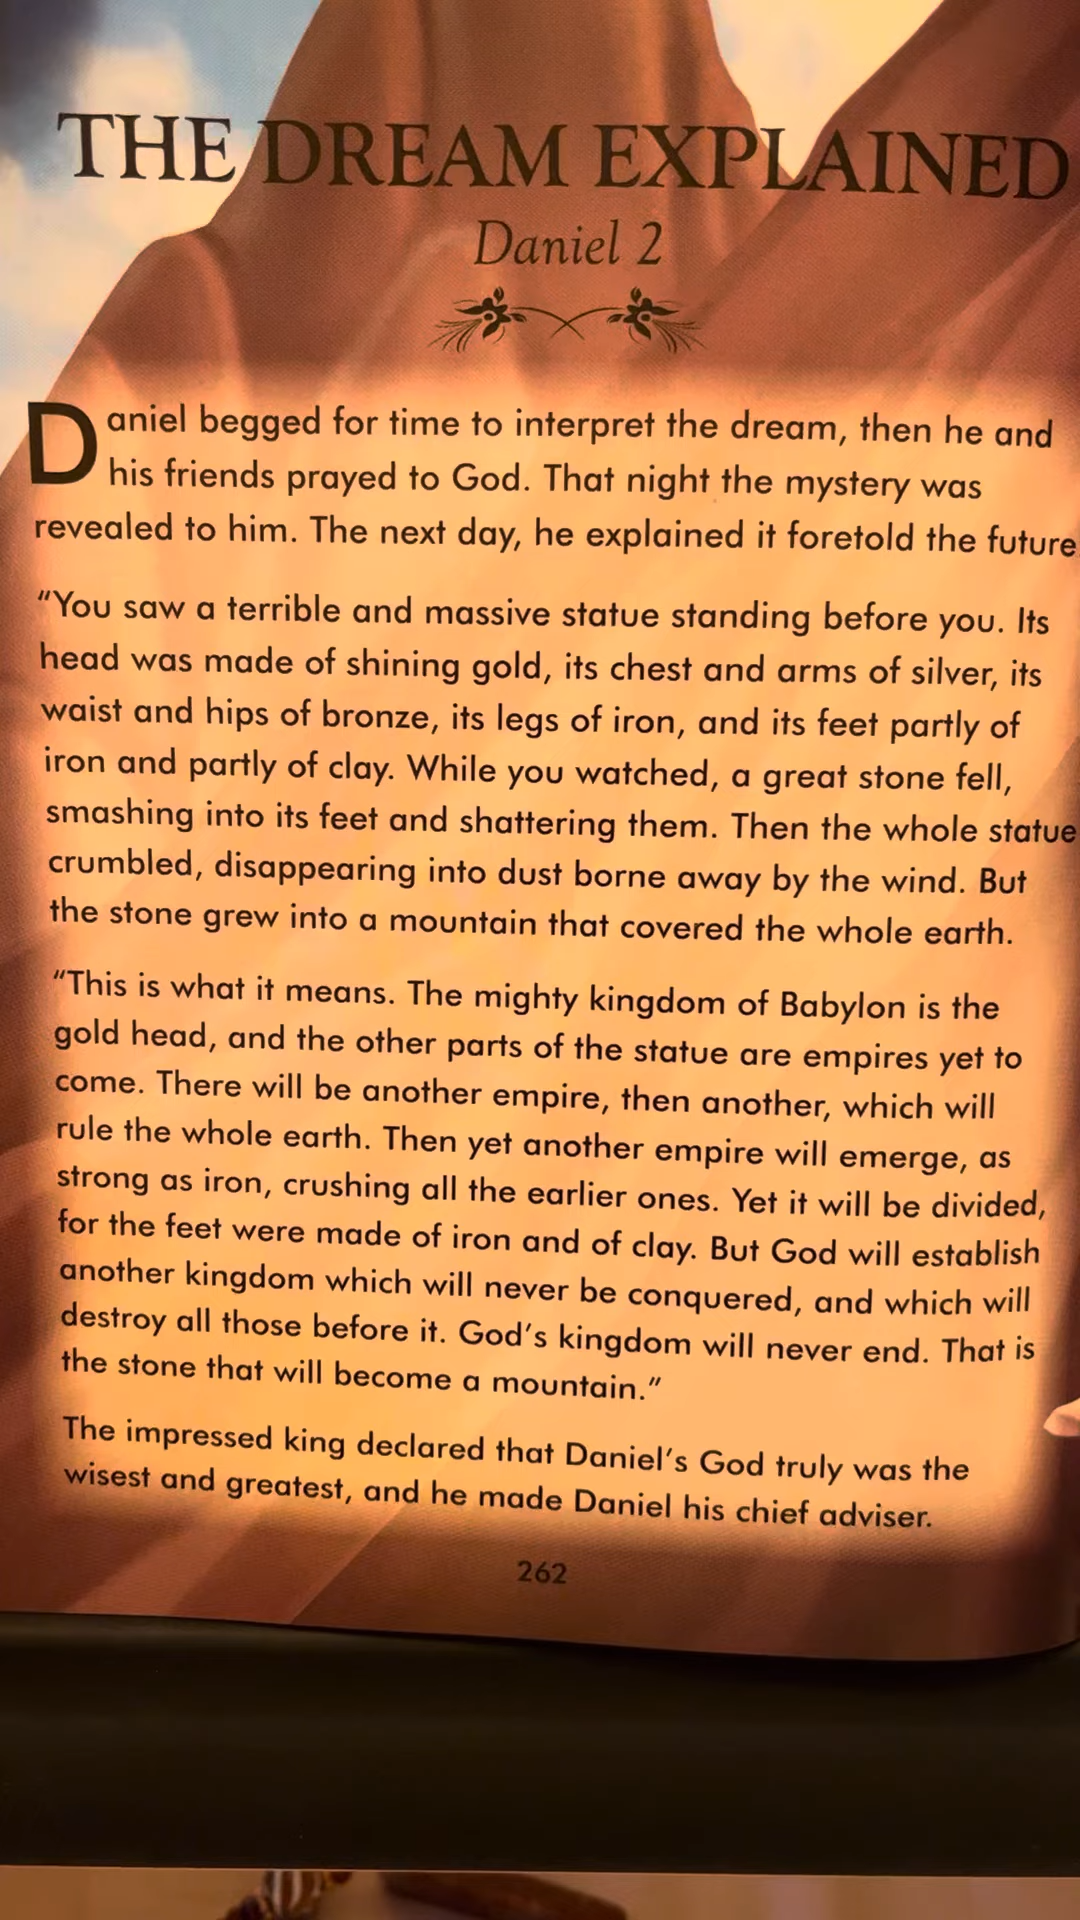 THE DREAM EXPLAINED
Daniel 2
Daniel begged for time to interpret the dream, then he and
his friends prayed to God. That night the mystery was
revealed to him. The next day, he explained it foretold the future
“You saw a terrible and massive statue standing before you. Its
head was made of shining gold, its chest and arms of silver, its
waist and hips of bronze, its legs of iron, and its feet partly of
iron and partly of clay. While you watched, a great stone fell,
smashing into its feet and shattering them. Then the whole statue
crumbled, disappearing into dust borne away by the wind. But
the stone grew into a mountain that covered the whole earth.
“This is what it means. The mighty kingdom of Babylon is the
gold head, and the other parts of the statue are empires yet to
come. There will be another empire, then another, which will
rule the whole earth. Then yet another empire will emerge, as
strong as iron, crushing all the earlier ones. Yet it will be divided,
for the feet were made of iron and of clay. But God will establish
another kingdom which will never be conquered, and which will
destroy all those before it. God’s kingdom will never end. That is
the stone that will become a mountain.”
The impressed king declared that Daniel’s God truly was the
wisest and greatest, and he made Daniel his chief adviser.
262